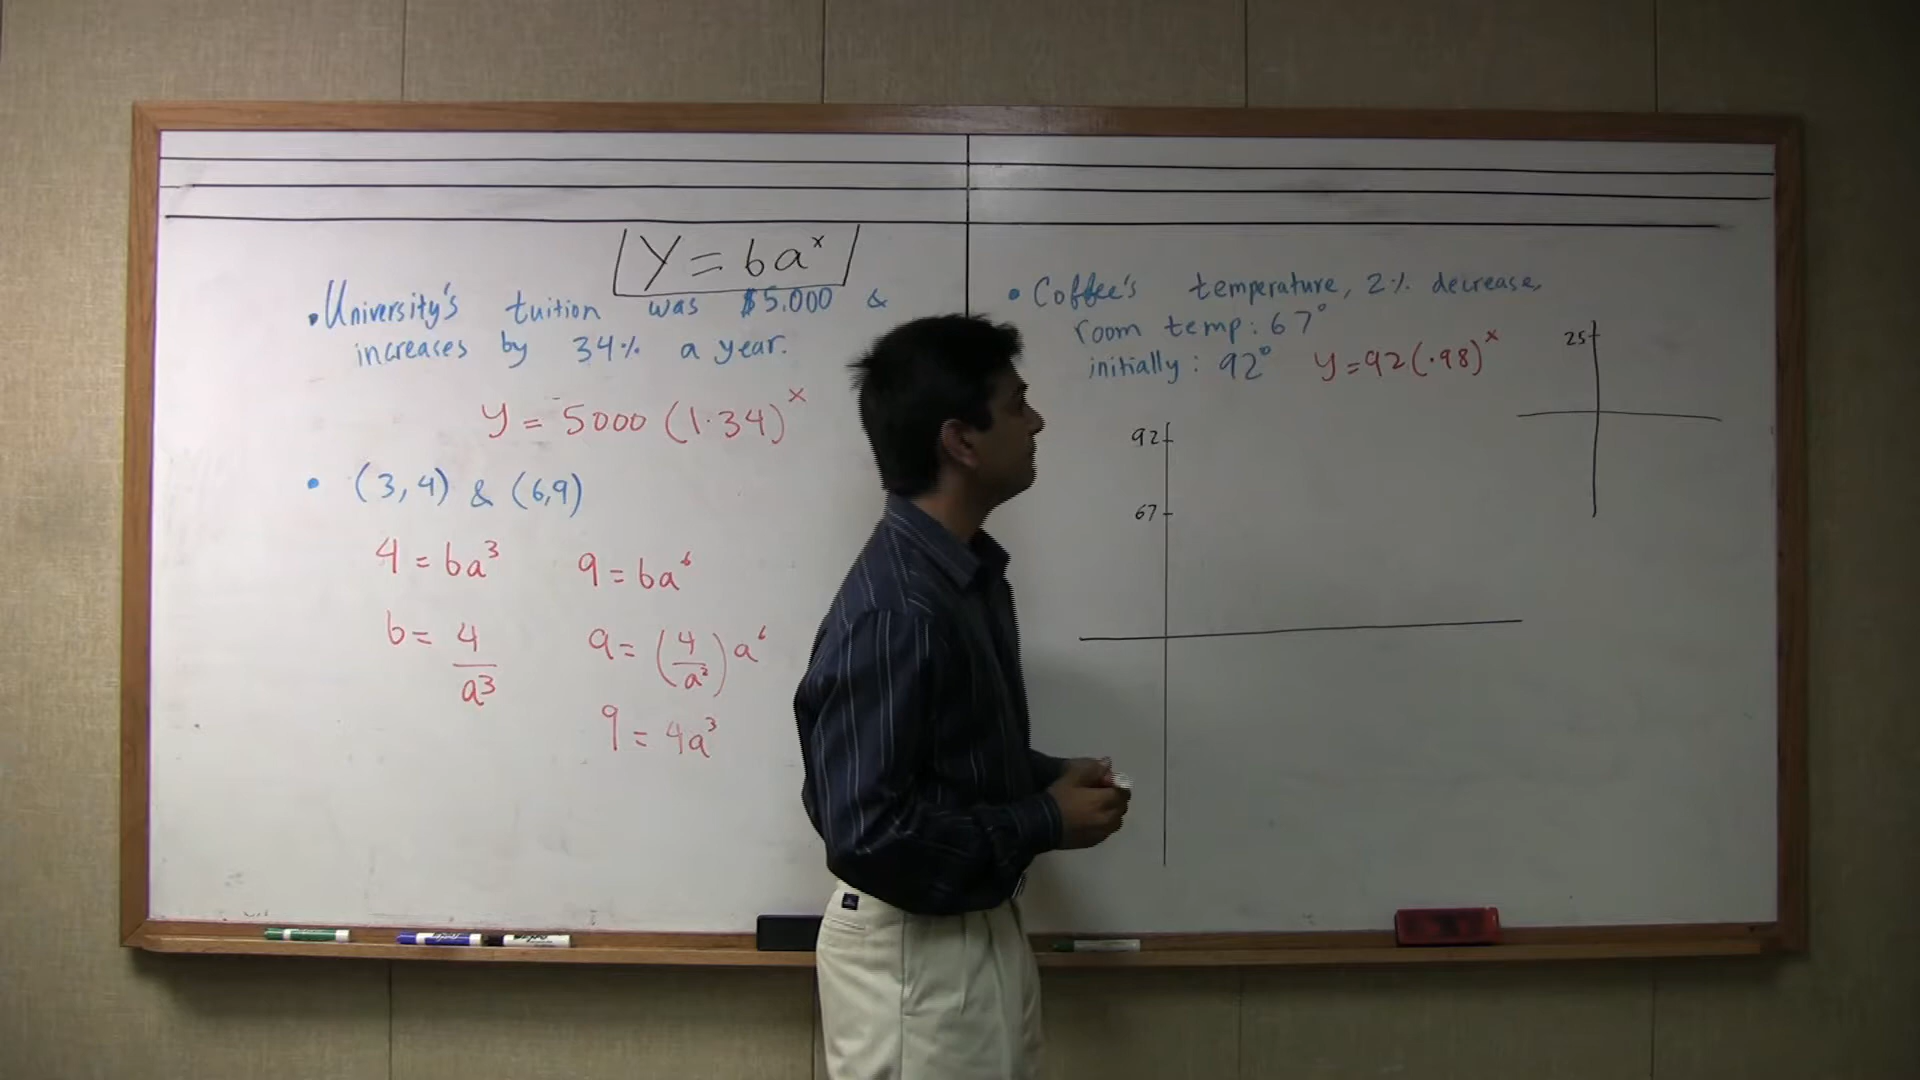 y = ba^x
• University's tuition was $5.000 &
increases by 34% a year.
y = 5000 (1.34)^x
• (3,4) & (6,9)
4 = ba^3
9 = ba^6
b = 4/a^3
9 = (4/a^3) a^6
9 = 4a^3
• Coffee's temperature, 2% decrease,
room temp: 67°
initially: 92° y = 92(.98)^x
92
67
25